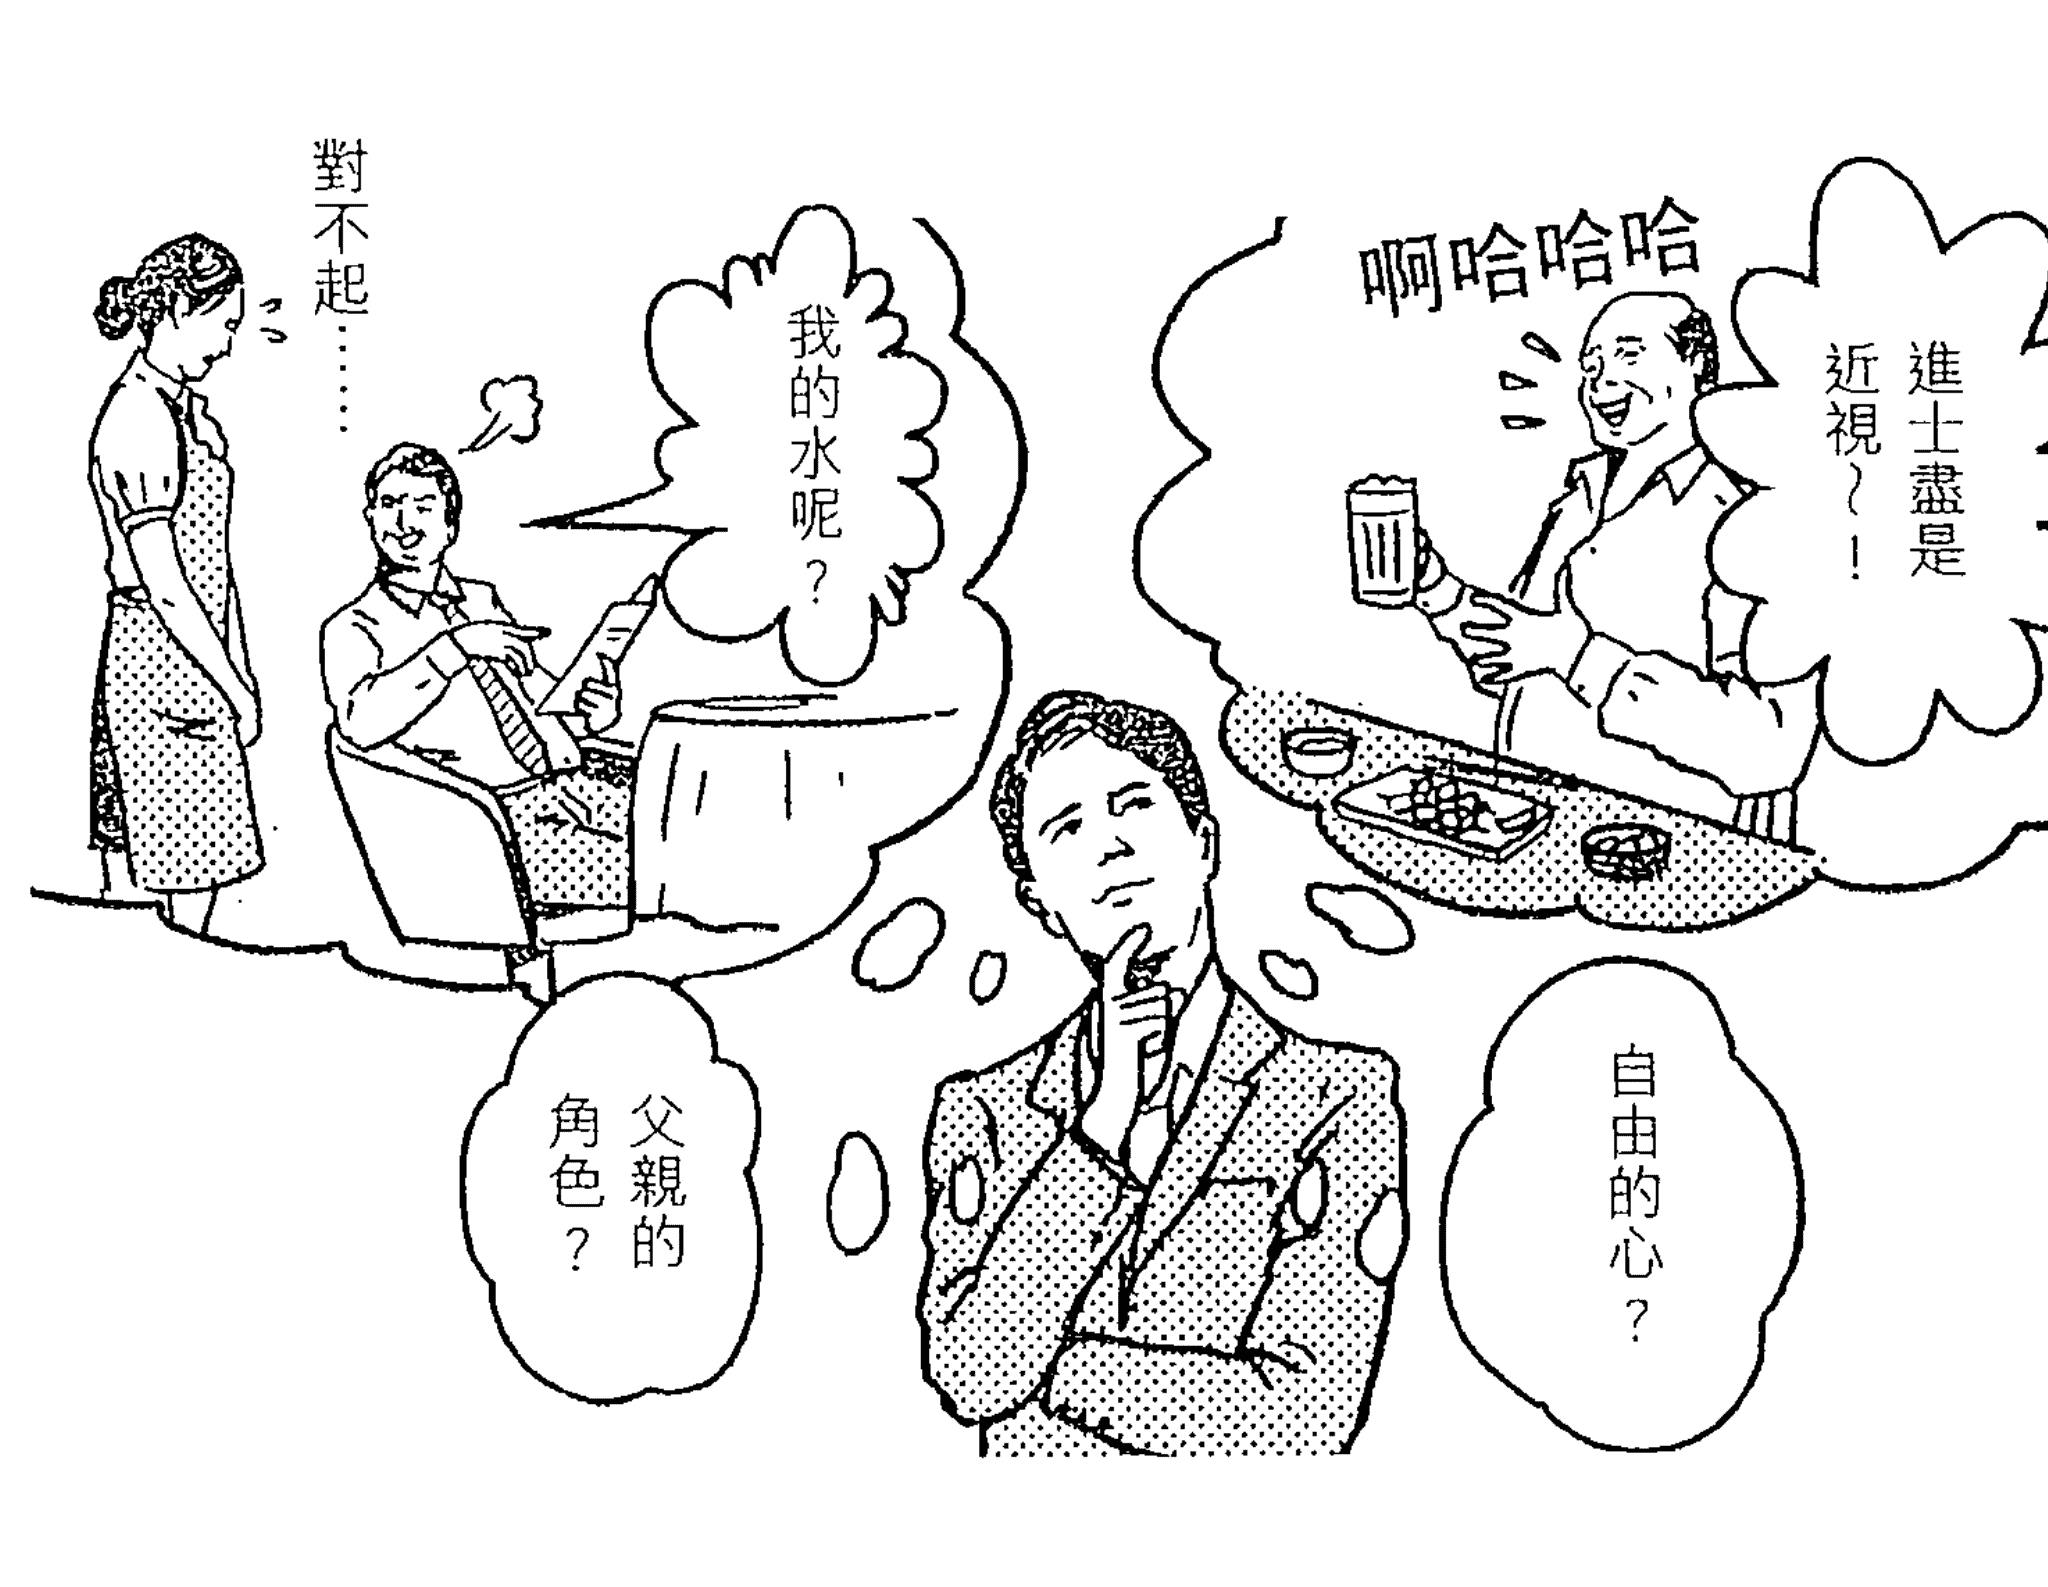 進士盡是
近視～！
啊哈哈哈
我的水呢？
對不起……
自由的心？
父親的
角色？